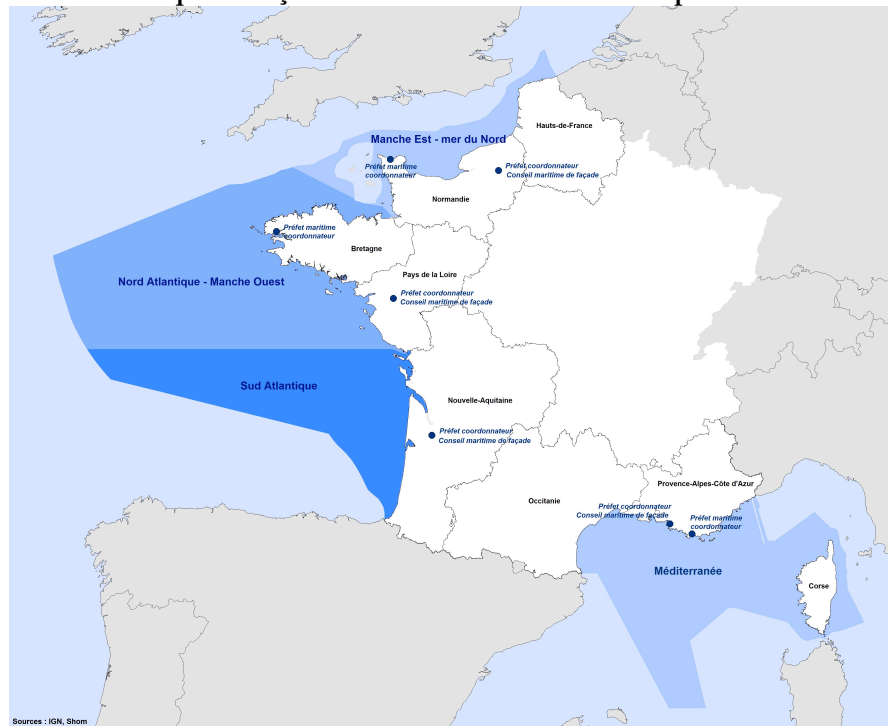 Hauts-de-France
Manche Est - mer du Nord
Préfet maritime
coordonnateur
Préfet coordonnateur
Conseil maritime de façade
Normandie
Préfet maritime
coordonnateur
Bretagne
Pays de la Loire
Nord Atlantique - Manche Ouest
Préfet coordonnateur
Conseil maritime de façade
Sud Atlantique
Nouvelle-Aquitaine
Préfet coordonnateur
Conseil maritime de façade
Provence-Alpes-Côte d'Azur
Occitanie
Préfet coordonnateur
Conseil maritime de façade
Préfet maritime
coordonnateur
Méditerranée
Corse
Sources : IGN, Shom